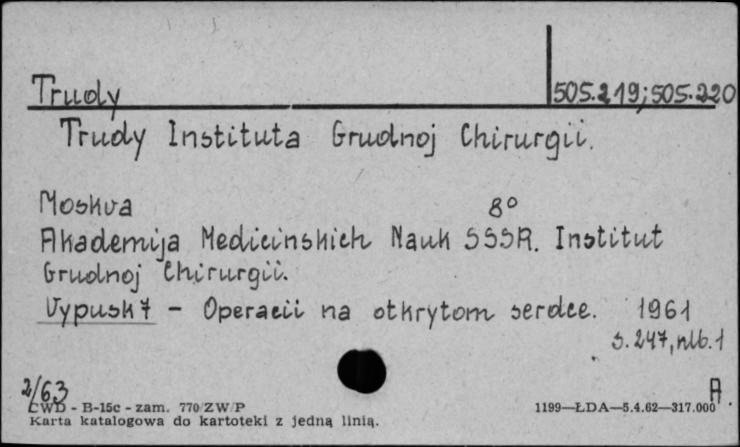 Trudy 505.219; 505.220
Trudy Instituta Grudnoj Chirurgii.
Moskva 8°
Akademija Medicinskich Nauk SSSR. Institut
Grudnoj Chirurgii.
Vypusk 7 - Operacii na otkrytom serdce. 1961
s. 247, nlb. 1
2/63
CWD - B-15c - zam. 770/ZW/P 1199—ŁDA—5.4.62—317.000 A
Karta katalogowa do kartoteki z jedną linią.